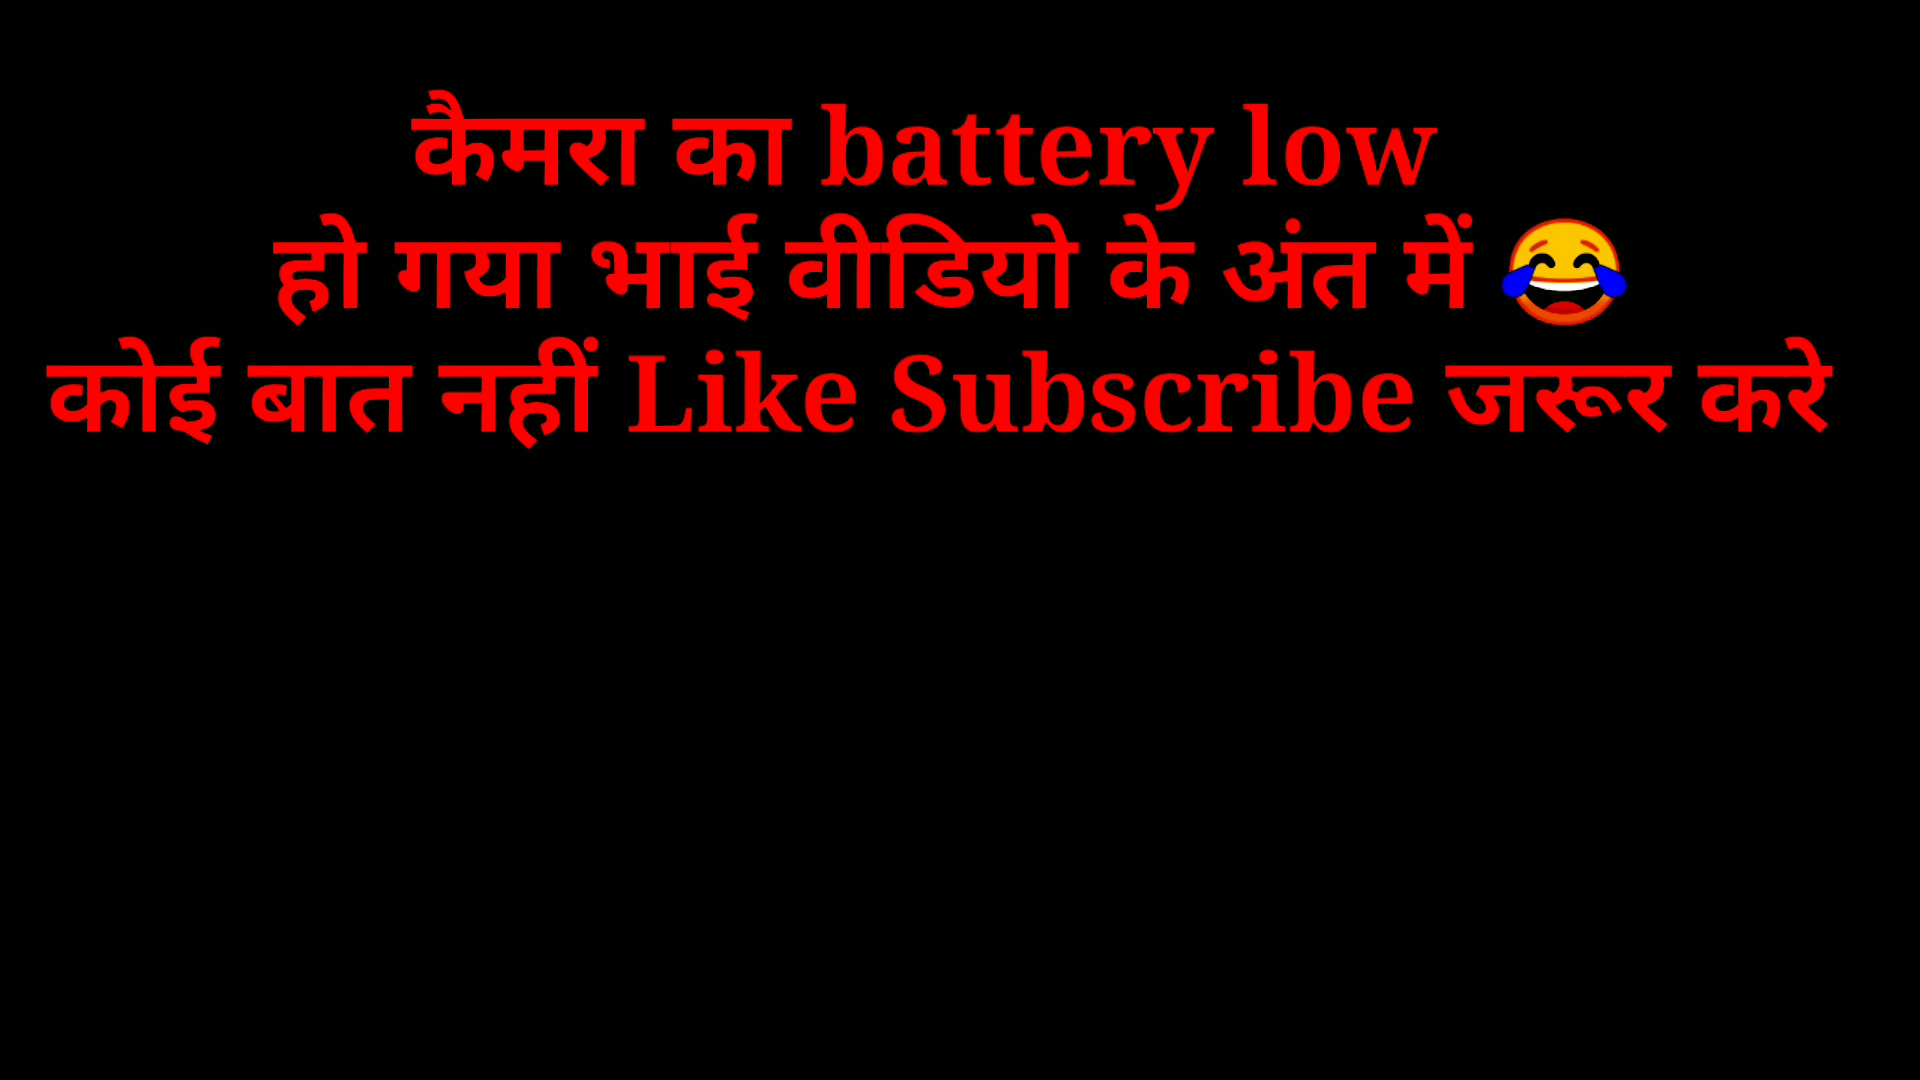 कैमरा का battery low
हो गया भाई वीडियो के अंत में 😂
कोई बात नहीं Like Subscribe जरूर करे